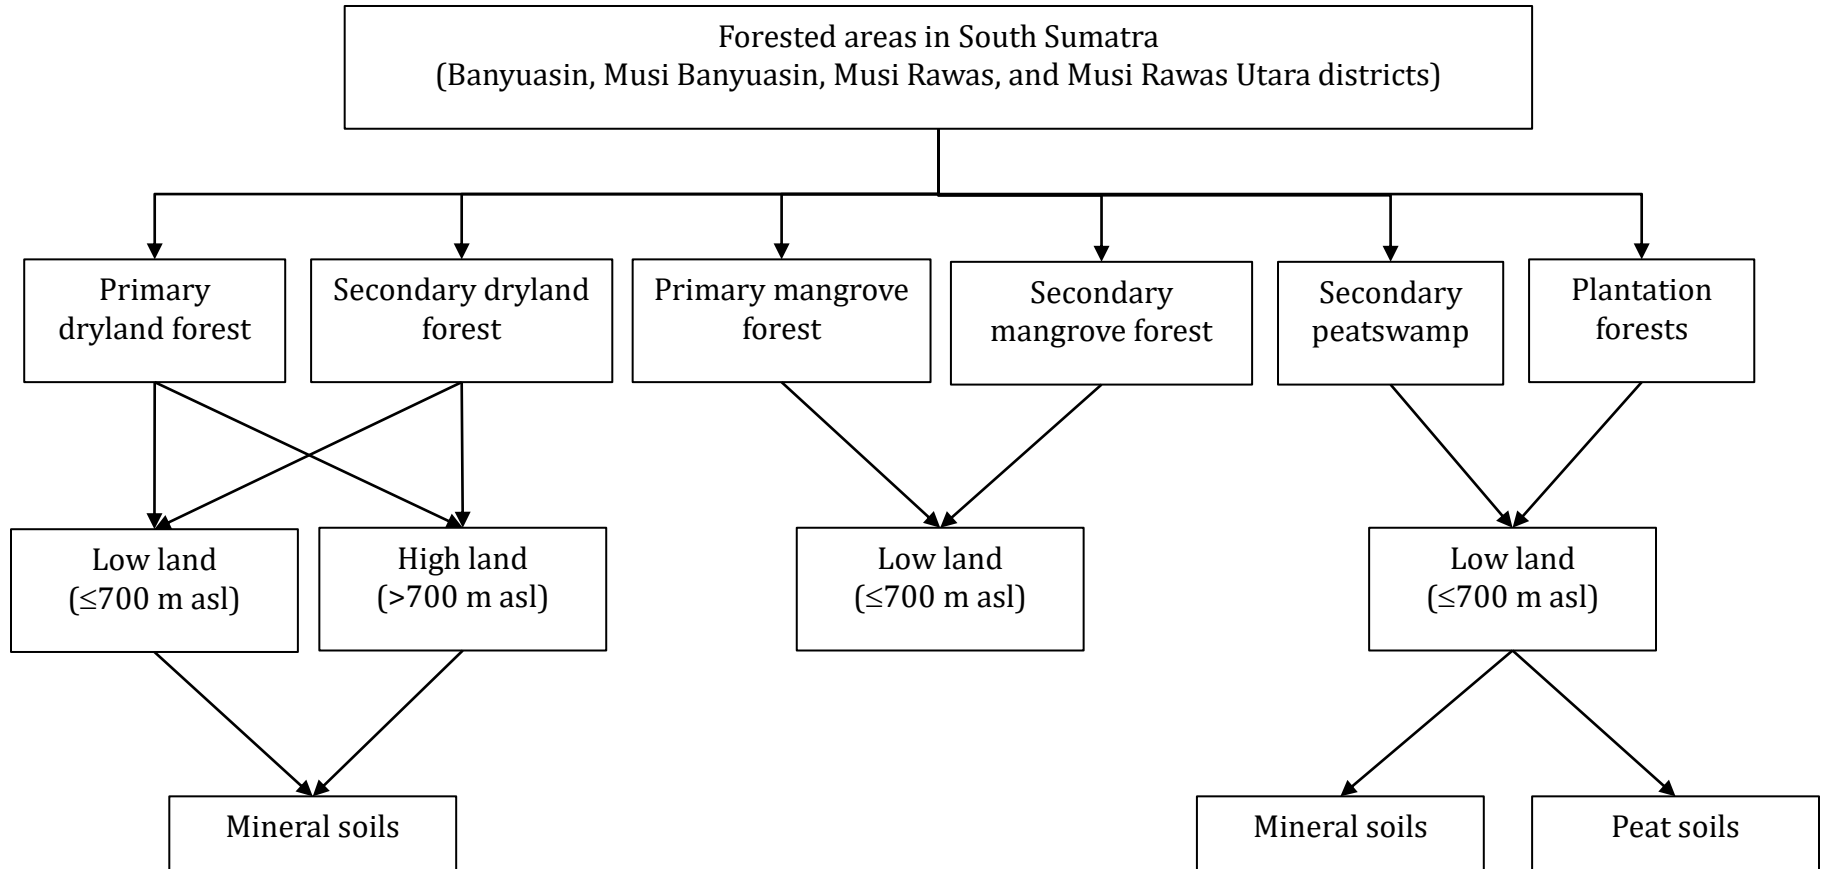 Forested areas in South Sumatra
(Banyuasin, Musi Banyuasin, Musi Rawas, and Musi Rawas Utara districts)
Primary
dryland forest
Secondary dryland
forest
Primary mangrove
forest
Secondary
mangrove forest
Secondary
peatswamp
Plantation
forests
Low land
(≤700 m asl)
High land
(>700 m asl)
Low land
(≤700 m asl)
Low land
(≤700 m asl)
Mineral soils
Mineral soils
Peat soils